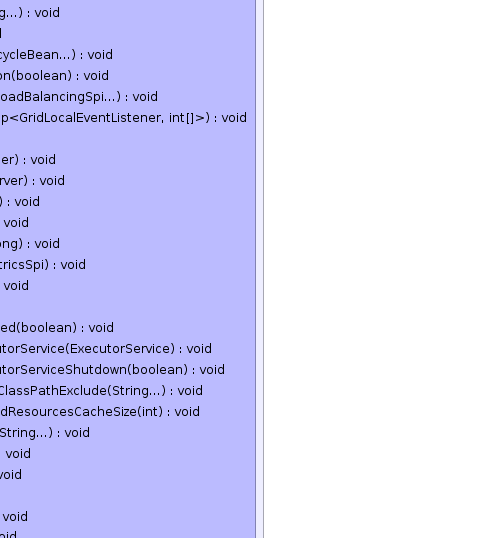 g...) : void
cycleBean...) : void
on(boolean) : void
oadBalancingSpi...) : void
p<GridLocalEventListener, int[]>) : void
er) : void
rver) : void
) : void
void
ong) : void
tricsSpi) : void
void
ed(boolean) : void
utorService(ExecutorService) : void
utorServiceShutdown(boolean) : void
ClassPathExclude(String...) : void
dResourcesCacheSize(int) : void
String...) : void
void
void
void
void